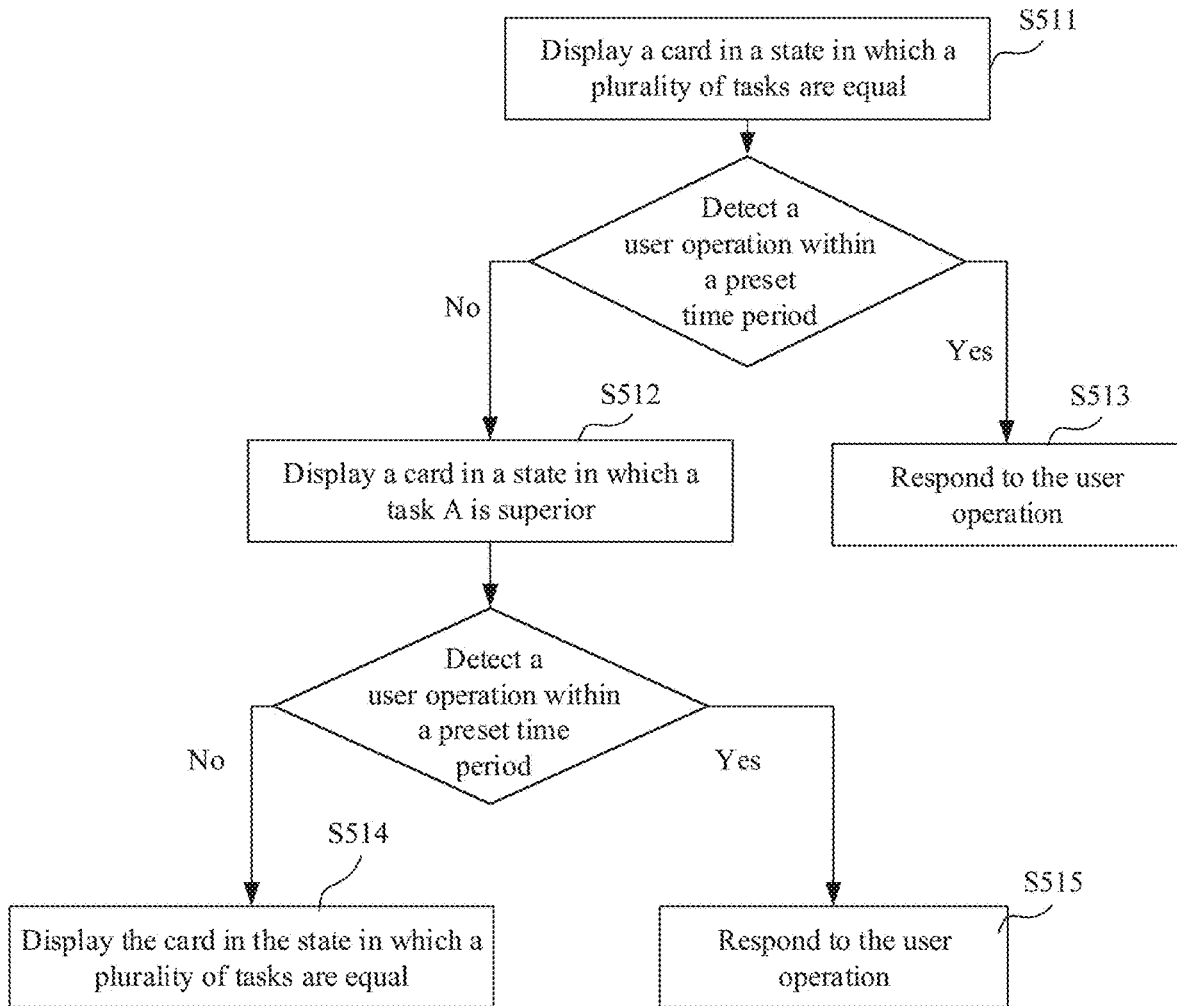 S511
Display a card in a state in which a
plurality of tasks are equal
Detect a
user operation within
a preset
time period
No
Yes
S512
S513
Display a card in a state in which a
task A is superior
Respond to the user
operation
Detect a
user operation within
a preset time
period
No
Yes
S514
S515
Display the card in the state in which a
plurality of tasks are equal
Respond to the user
operation